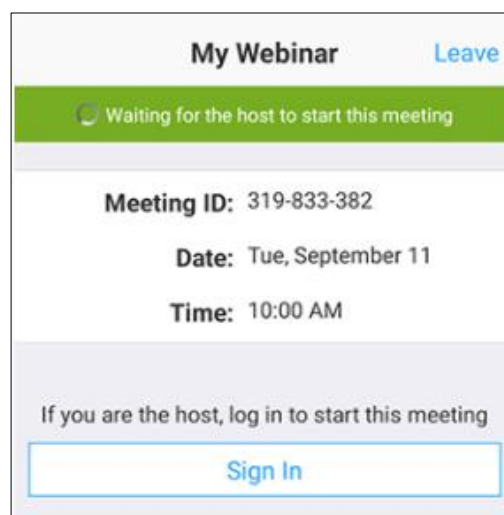 My Webinar Leave
Waiting for the host to start this meeting
Meeting ID: 319-833-382
Date: Tue, September 11
Time: 10:00 AM
If you are the host, log in to start this meeting
Sign In